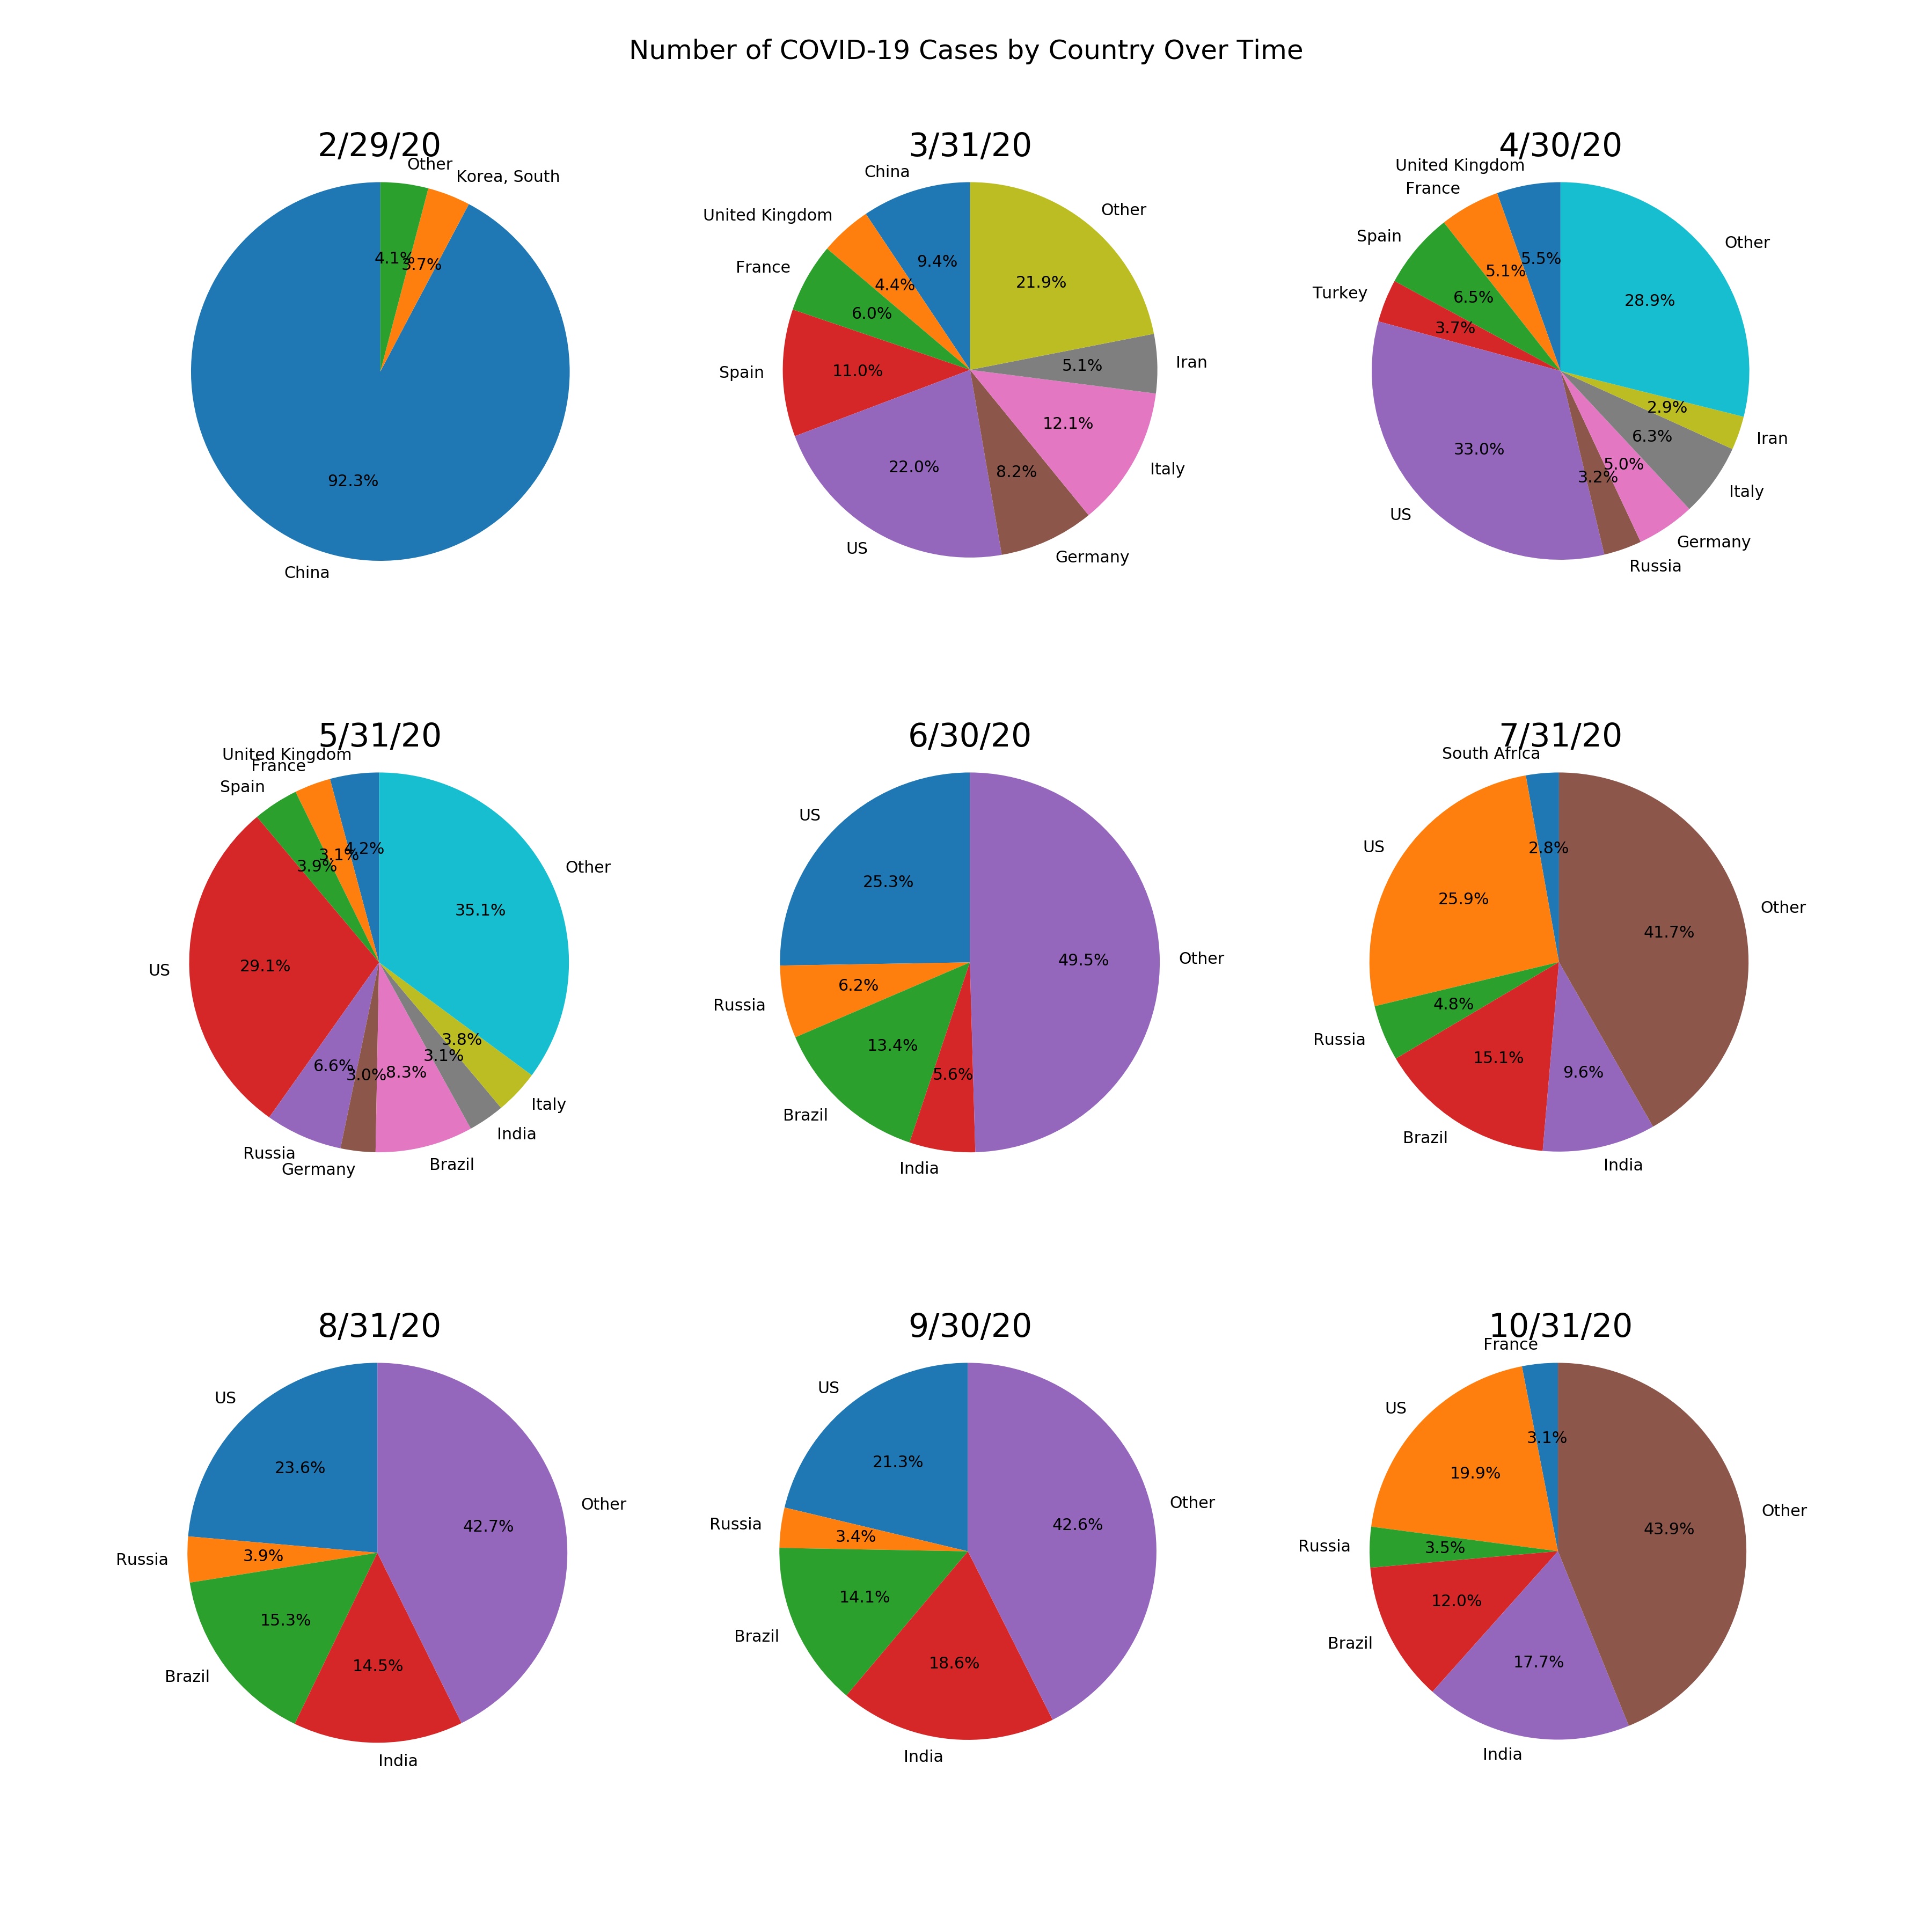 Number of COVID-19 Cases by Country Over Time
2/29/20
Other
Korea, South
4.1%
3.7%
92.3%
China
3/31/20
China
United Kingdom
France
Spain
US
Germany
Italy
Iran
Other
9.4%
4.4%
6.0%
11.0%
22.0%
8.2%
12.1%
5.1%
21.9%
4/30/20
United Kingdom
France
Spain
Turkey
US
Russia
Germany
Italy
Iran
Other
5.5%
5.1%
6.5%
3.7%
33.0%
3.2%
5.0%
6.3%
2.9%
28.9%
5/31/20
United Kingdom
France
Spain
US
Russia
Germany
Brazil
India
Italy
Other
4.2%
3.1%
3.9%
29.1%
6.6%
3.0%
8.3%
3.1%
3.8%
35.1%
6/30/20
US
Russia
Brazil
India
Other
25.3%
6.2%
13.4%
5.6%
49.5%
7/31/20
South Africa
US
Russia
Brazil
India
Other
2.8%
25.9%
4.8%
15.1%
9.6%
41.7%
8/31/20
US
Russia
Brazil
India
Other
23.6%
3.9%
15.3%
14.5%
42.7%
9/30/20
US
Russia
Brazil
India
Other
21.3%
3.4%
14.1%
18.6%
42.6%
10/31/20
France
US
Russia
Brazil
India
Other
3.1%
19.9%
3.5%
12.0%
17.7%
43.9%